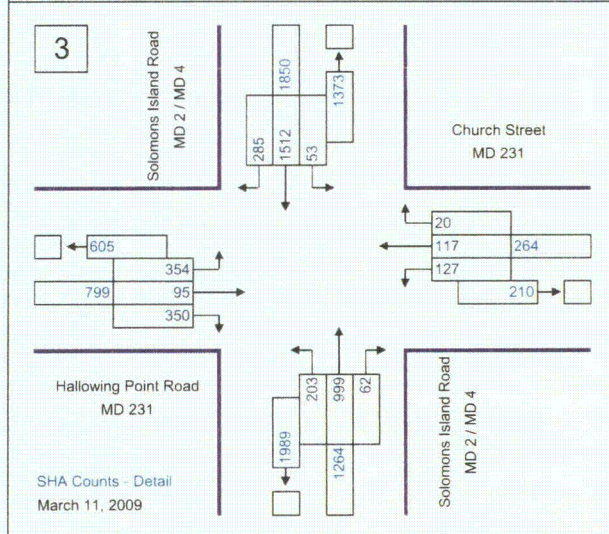 3
Solomons Island Road
MD 2 / MD 4
1850
1373
285
1512
53
Church Street
MD 231
605
354
799
95
350
20
117
264
127
210
Hallowing Point Road
MD 231
203
999
62
1989
1264
Solomons Island Road
MD 2 / MD 4
SHA Counts - Detail
March 11, 2009